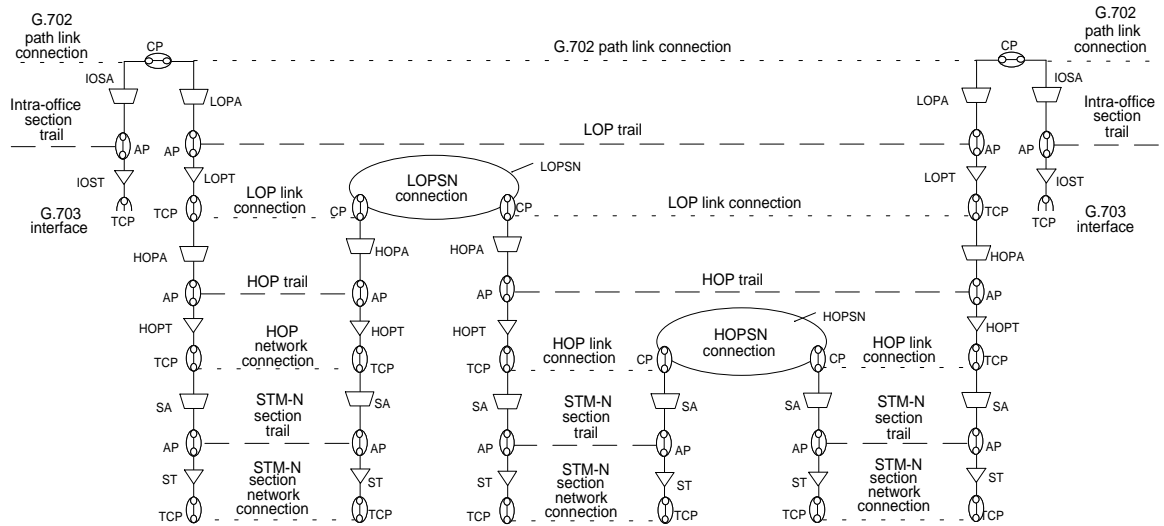 G.702
path link
connection
CP
G.702 path link connection
CP
G.702
path link
connection
IOSA
LOPA
LOPA
IOSA
Intra-office
section
trail
AP
AP
LOP trail
AP
AP
Intra-office
section
trail
IOST
LOPT
LOPSN
connection
LOPSN
LOPT
IOST
G.703
interface
TCP
TCP
LOP link
connection
CP
CP
LOP link connection
TCP
TCP
G.703
interface
HOPA
HOPA
HOPA
HOPA
AP
HOP trail
AP
AP
HOP trail
AP
HOPT
HOP
network
connection
HOPT
HOPT
HOPSN
connection
HOPSN
HOPT
TCP
TCP
TCP
HOP link
connection
CP
CP
HOP link
connection
TCP
SA
STM-N
section
trail
SA
SA
STM-N
section
trail
SA
SA
STM-N
section
trail
SA
AP
AP
AP
AP
AP
AP
ST
STM-N
section
network
connection
ST
ST
STM-N
section
network
connection
ST
ST
STM-N
section
network
connection
ST
TCP
TCP
TCP
TCP
TCP
TCP